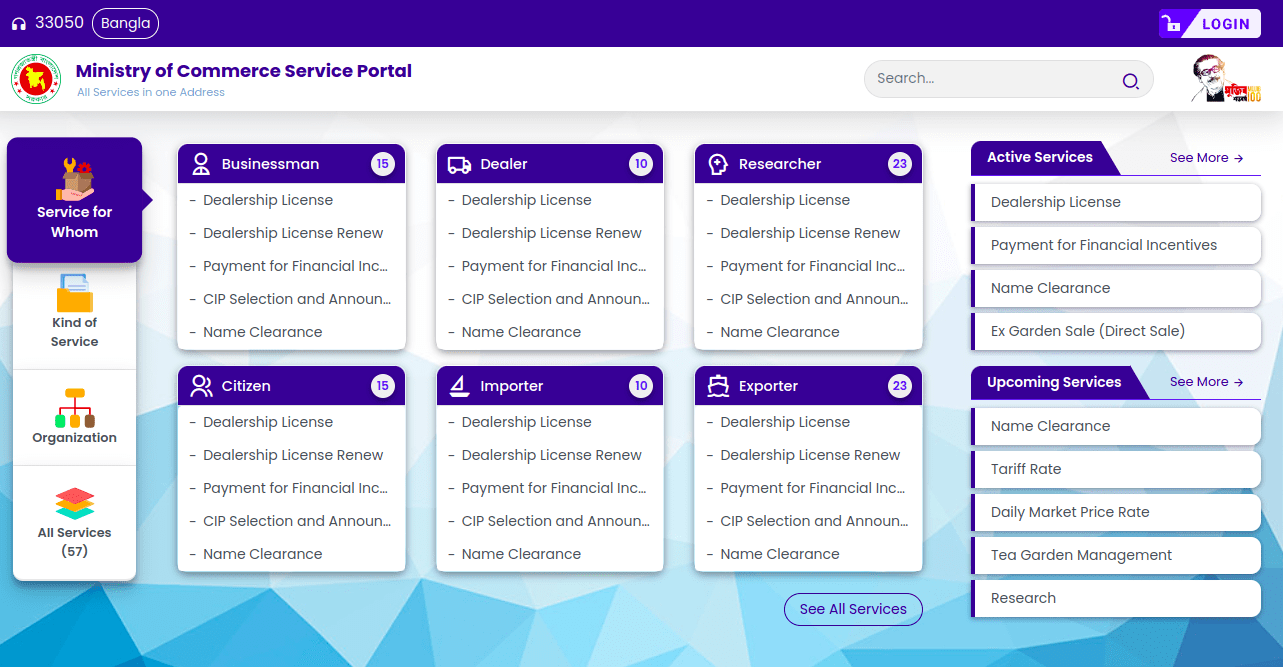 33050 Bangla
LOGIN
Ministry of Commerce Service Portal
All Services in one Address
Search...
মুজিব
100
Service for
Whom
Kind of
Service
Organization
All Services
(57)
Businessman 15
- Dealership License
- Dealership License Renew
- Payment for Financial Inc...
- CIP Selection and Announ...
- Name Clearance
Dealer 10
- Dealership License
- Dealership License Renew
- Payment for Financial Inc...
- CIP Selection and Announ...
- Name Clearance
Researcher 23
- Dealership License
- Dealership License Renew
- Payment for Financial Inc...
- CIP Selection and Announ...
- Name Clearance
Citizen 15
- Dealership License
- Dealership License Renew
- Payment for Financial Inc...
- CIP Selection and Announ...
- Name Clearance
Importer 10
- Dealership License
- Dealership License Renew
- Payment for Financial Inc...
- CIP Selection and Announ...
- Name Clearance
Exporter 23
- Dealership License
- Dealership License Renew
- Payment for Financial Inc...
- CIP Selection and Announ...
- Name Clearance
See All Services
Active Services See More →
Dealership License
Payment for Financial Incentives
Name Clearance
Ex Garden Sale (Direct Sale)
Upcoming Services See More →
Name Clearance
Tariff Rate
Daily Market Price Rate
Tea Garden Management
Research